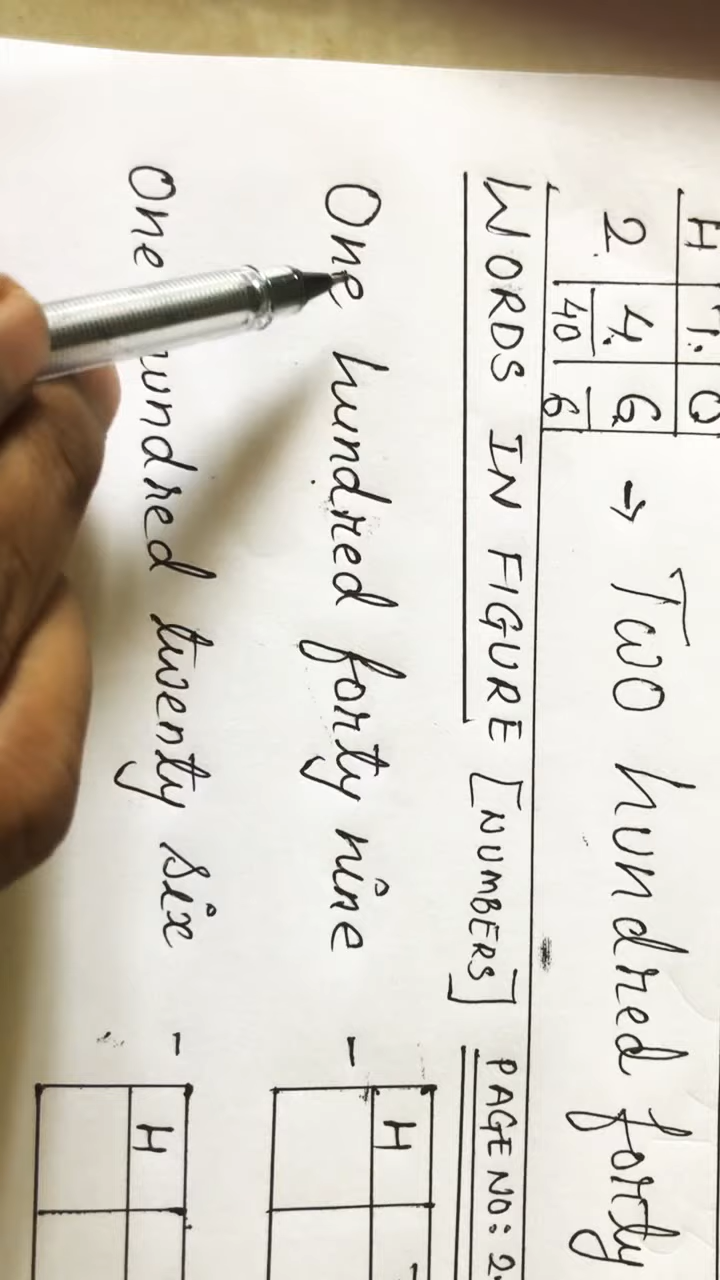 H T. O
2. 4. 6 → Two hundred forty
40 6
WORDS IN FIGURE [NUMBERS] PAGE NO: 2
One hundred forty nine - H
One hundred twenty six - H